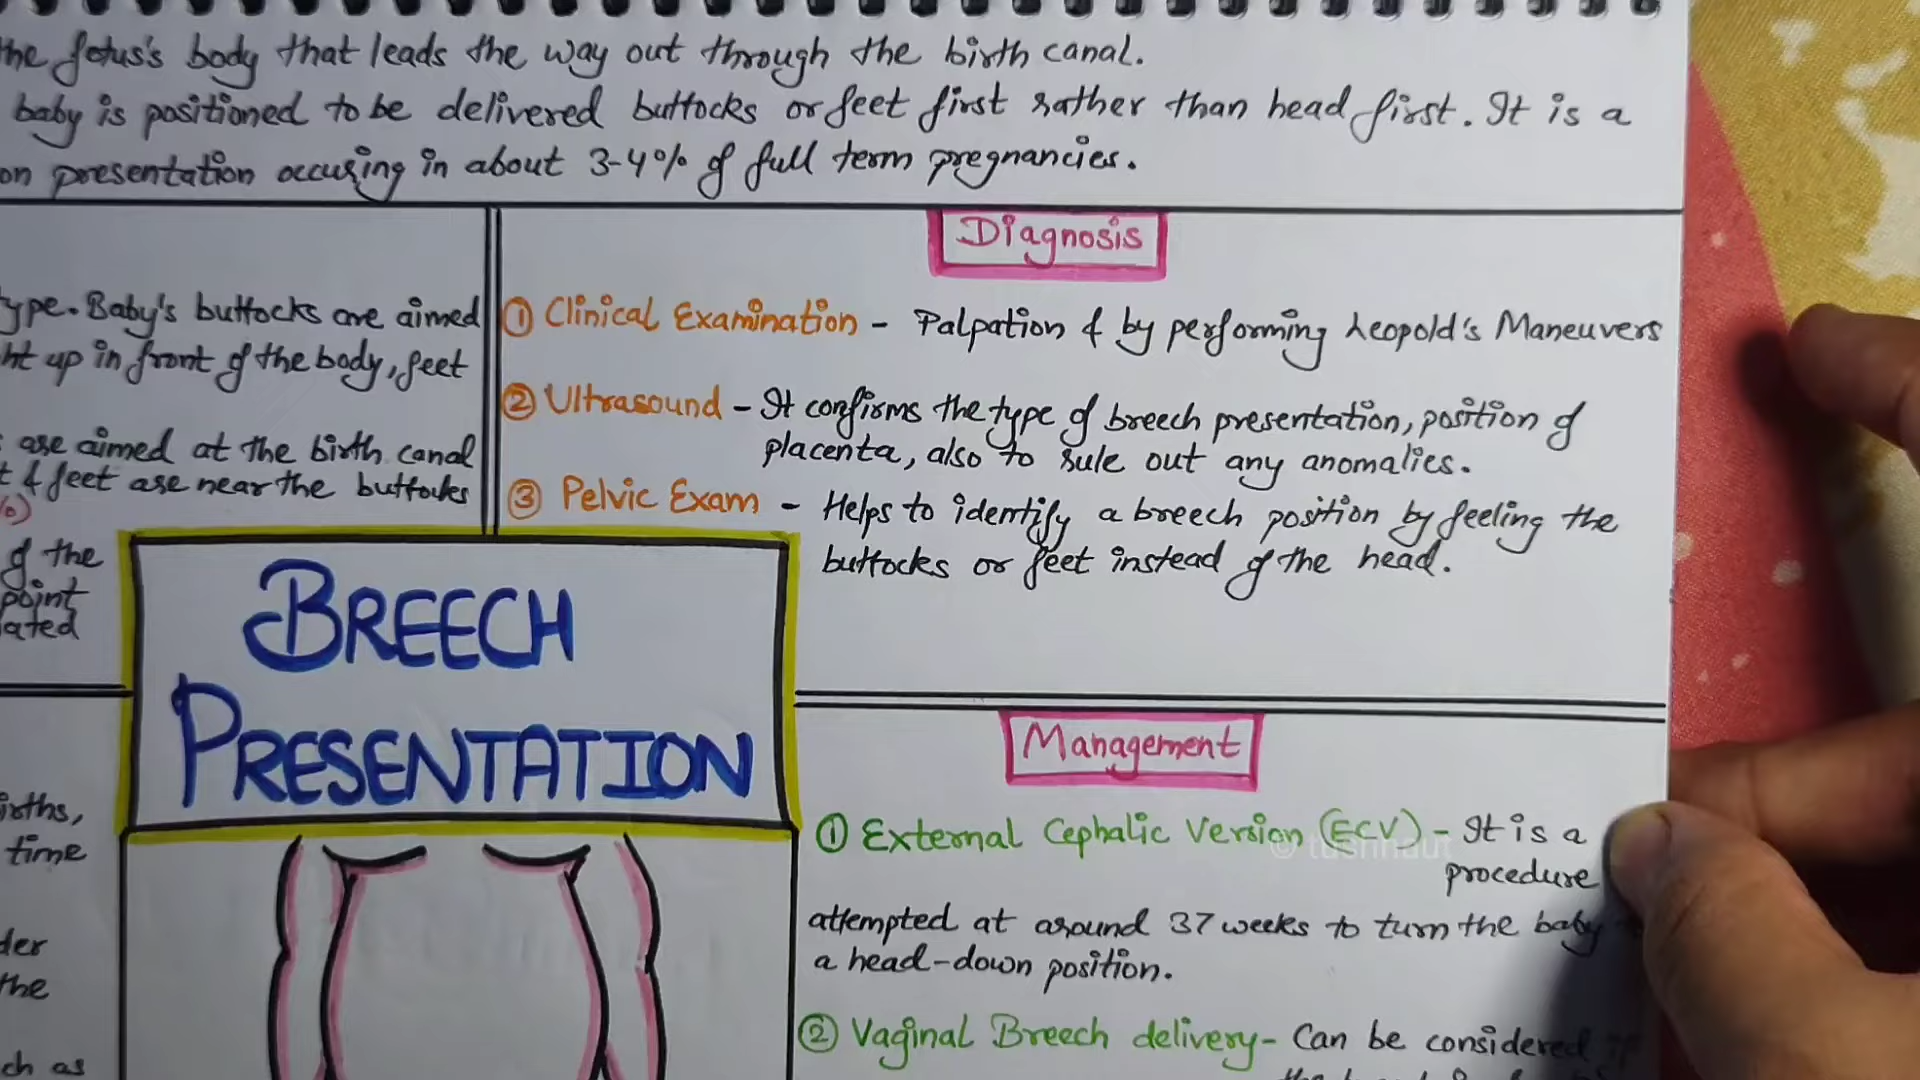 the fotus's body that leads the way out through the birth canal.
baby is positioned to be delivered buttocks or feet first rather than head first. It is a
on presentation occuring in about 3-4% of full term pregnancies.
ype. Baby's buttocks are aimed
ht up in front of the body, feet
are aimed at the birth canal
t & feet are near the buttocks
%)
of the
point
ated
Diagnosis
① Clinical Examination - Palpation & by performing Leopold's Maneuvers
② Ultrasound - It confirms the type of breech presentation, position of
placenta, also to rule out any anomalies.
③ Pelvic Exam - Helps to identify a breech position by feeling the
buttocks or feet instead of the head.
BREECH
PRESENTATION
irths,
time
der
the
ch as
Management
① External Cephalic Version (ECV) - It is a
procedure
attempted at around 37 weeks to turn the baby
a head-down position.
② Vaginal Breech delivery - Can be considered